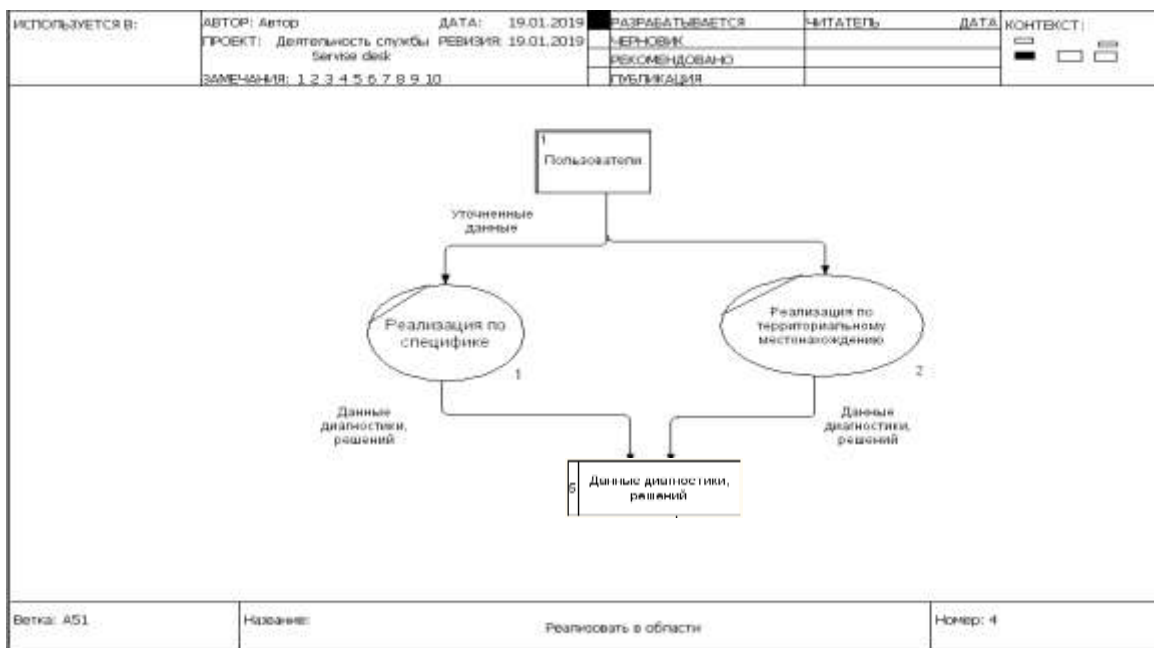 ИСПОЛЬЗУЕТСЯ В:
АВТОР: Автор
ДАТА: 19.01.2019
ПРОЕКТ: Деятельность службы Servise desk
РЕВИЗИЯ: 19.01.2019
ЗАМЕЧАНИЯ: 1 2 3 4 5 6 7 8 9 10
РАЗРАБАТЫВАЕТСЯ
ЧЕРНОВИК
РЕКОМЕНДОВАНО
ПУБЛИКАЦИЯ
ЧИТАТЕЛЬ
ДАТА
КОНТЕКСТ:
1
Пользователи
Уточненные
данные
Реализация по
специфике
1
Реализация по
территориальному
местонахождению
2
Данные
диагностики,
решений
Данные
диагностики,
решений
5
Данные диагностики,
решений
Ветка: A51
Название:
Реализовать в области
Номер: 4